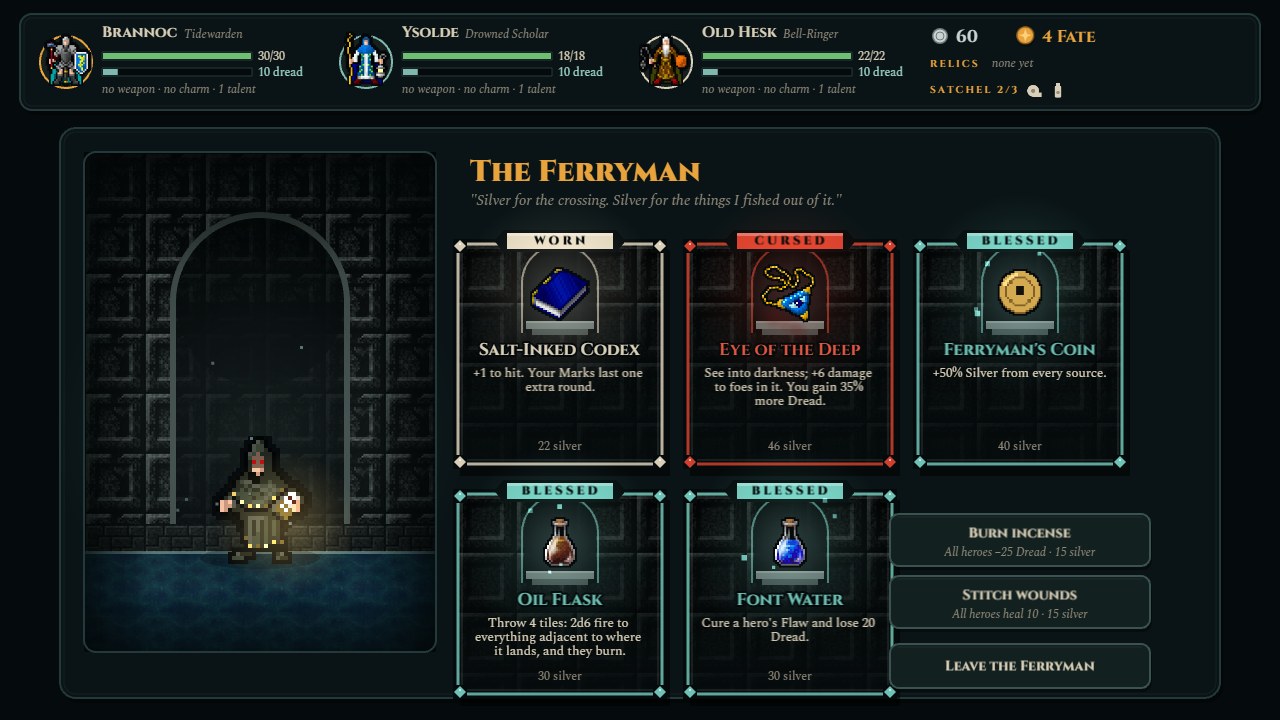 Brannoc Tidewarden
30/30
10 dread
no weapon · no charm · 1 talent
Ysolde Drowned Scholar
18/18
10 dread
no weapon · no charm · 1 talent
Old Hesk Bell-Ringer
22/22
10 dread
no weapon · no charm · 1 talent
60 4 Fate
RELICS none yet
SATCHEL 2/3
The Ferryman
"Silver for the crossing. Silver for the things I fished out of it."
WORN
Salt-Inked Codex
+1 to hit. Your Marks last one
extra round.
22 silver
CURSED
Eye of the Deep
See into darkness; +6 damage
to foes in it. You gain 35%
more Dread.
46 silver
BLESSED
Ferryman's Coin
+50% Silver from every source.
40 silver
BLESSED
Oil Flask
Throw 4 tiles: 2d6 fire to
everything adjacent to where
it lands, and they burn.
30 silver
BLESSED
Font Water
Cure a hero's Flaw and lose 20
Dread.
30 silver
Burn incense
All heroes −25 Dread · 15 silver
Stitch wounds
All heroes heal 10 · 15 silver
Leave the Ferryman